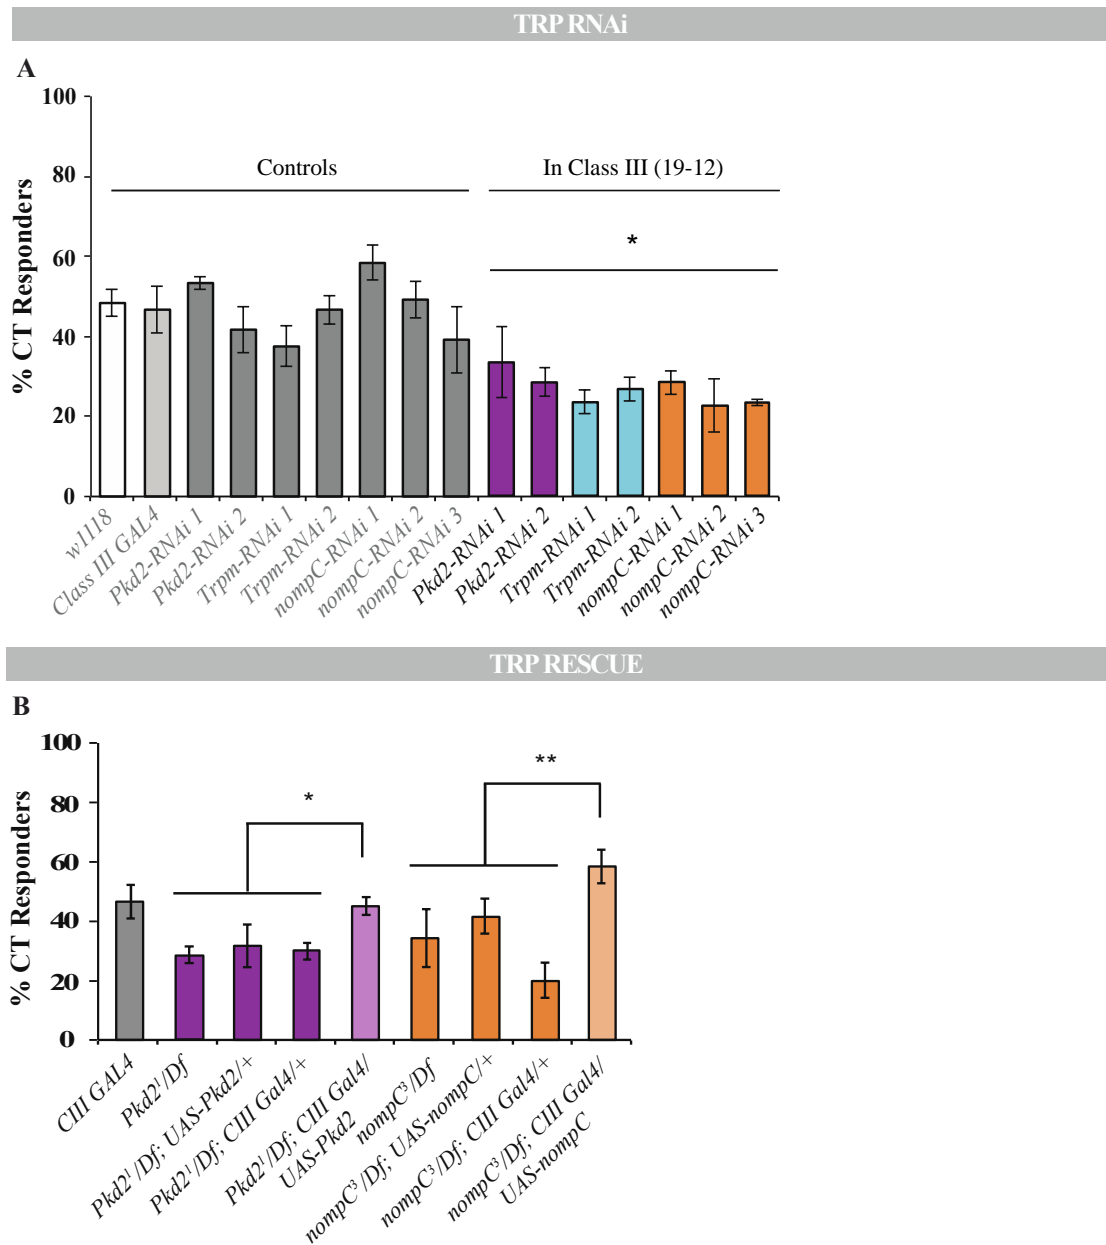 TRP RNAi
A
% CT Responders
100
80
60
40
20
0
Controls
In Class III (19-12)
*
w1118
Class III GAL4
Pkd2-RNAi 1
Pkd2-RNAi 2
Trpm-RNAi 1
Trpm-RNAi 2
nompC-RNAi 1
nompC-RNAi 2
nompC-RNAi 3
Pkd2-RNAi 1
Pkd2-RNAi 2
Trpm-RNAi 1
Trpm-RNAi 2
nompC-RNAi 1
nompC-RNAi 2
nompC-RNAi 3
TRP RESCUE
B
% CT Responders
100
80
60
40
20
0
*
**
CIII GAL4
Pkd2¹/Df
Pkd2¹/Df; UAS-Pkd2/+
Pkd2¹/Df; CIII Gal4/+
Pkd2¹/Df; CIII Gal4/
UAS-Pkd2
nompC³/Df
nompC³/Df; UAS-nompC/+
nompC³/Df; CIII Gal4/+
nompC³/Df; CIII Gal4/
UAS-nompC